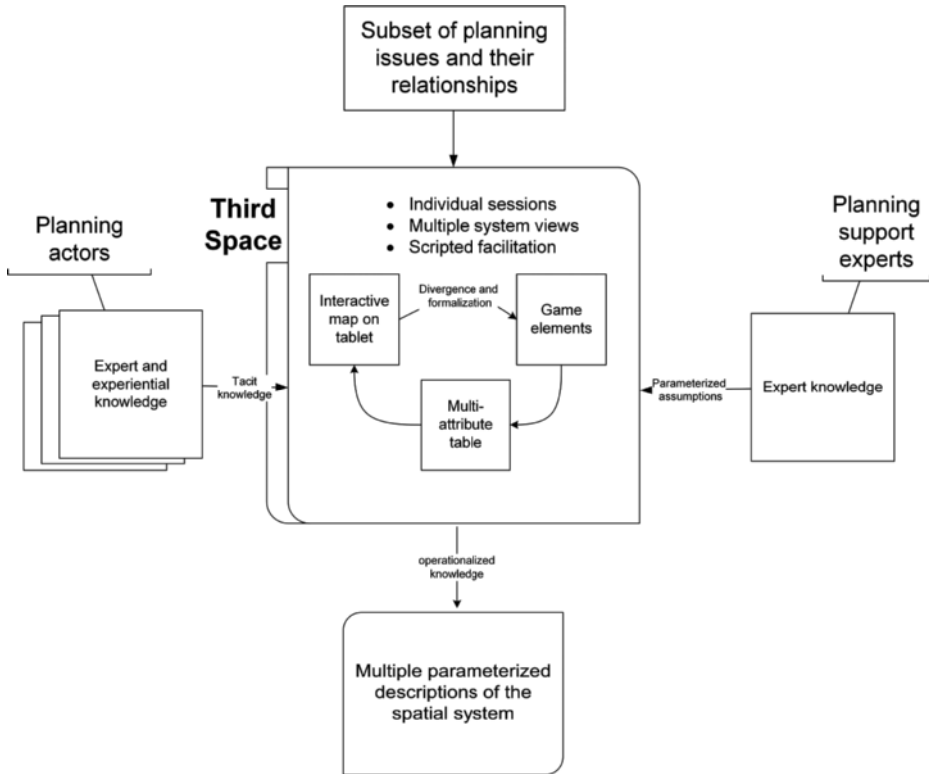 Subset of planning
issues and their
relationships
Third
Space
• Individual sessions
• Multiple system views
• Scripted facilitation
Planning
actors
Planning
support
experts
Interactive
map on
tablet
Divergence and
formalization
Game
elements
Expert and
experiential
knowledge
Tacit
knowledge
Multi-
attribute
table
Parameterized
assumptions
Expert knowledge
operationalized
knowledge
Multiple parameterized
descriptions of the
spatial system